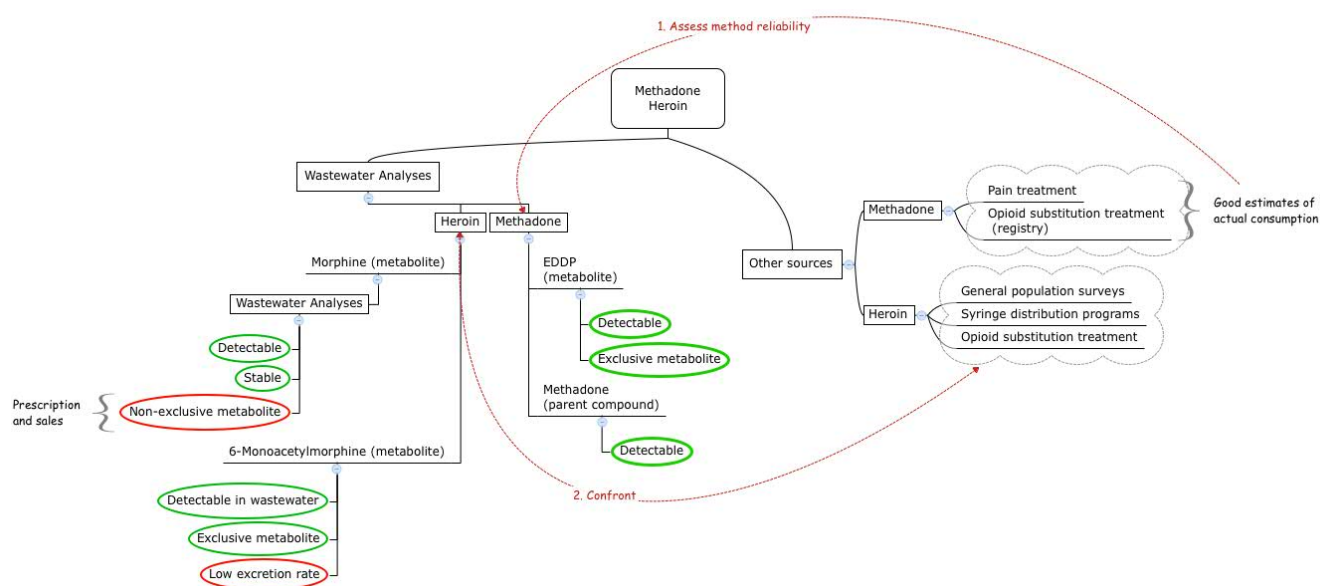 1. Assess method reliability
Methadone
Heroin
Wastewater Analyses
Heroin
Methadone
Morphine (metabolite)
Wastewater Analyses
Detectable
Stable
Non-exclusive metabolite
Prescription
and sales
6-Monoacetylmorphine (metabolite)
Detectable in wastewater
Exclusive metabolite
Low excretion rate
EDDP
(metabolite)
Detectable
Exclusive metabolite
Methadone
(parent compound)
Detectable
2. Confront
Other sources
Methadone
Pain treatment
Opioid substitution treatment
(registry)
Good estimates of
actual consumption
Heroin
General population surveys
Syringe distribution programs
Opioid substitution treatment